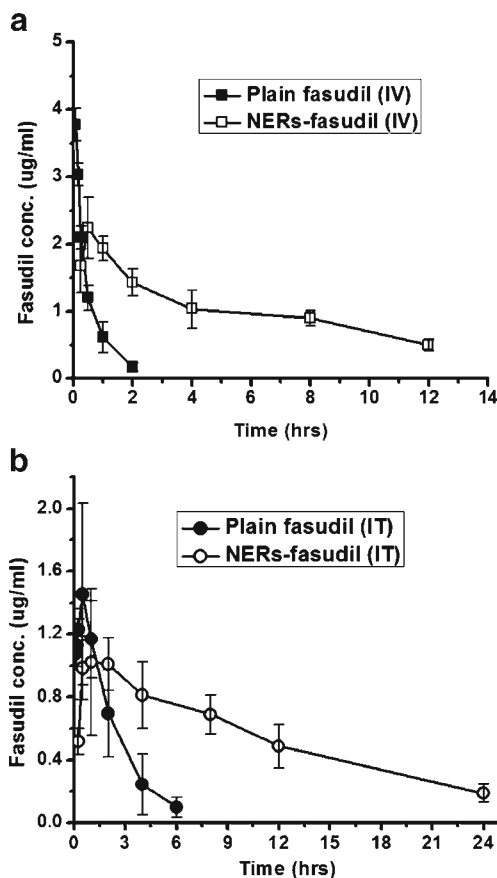 a
Plain fasudil (IV)
NERs-fasudil (IV)
Fasudil conc. (ug/ml)
5
4
3
2
1
0
0 2 4 6 8 10 12 14
Time (hrs)
b
Plain fasudil (IT)
NERs-fasudil (IT)
Fasudil conc. (ug/ml)
2.0
1.6
1.2
0.8
0.4
0.0
0 3 6 9 12 15 18 21 24
Time (hrs)